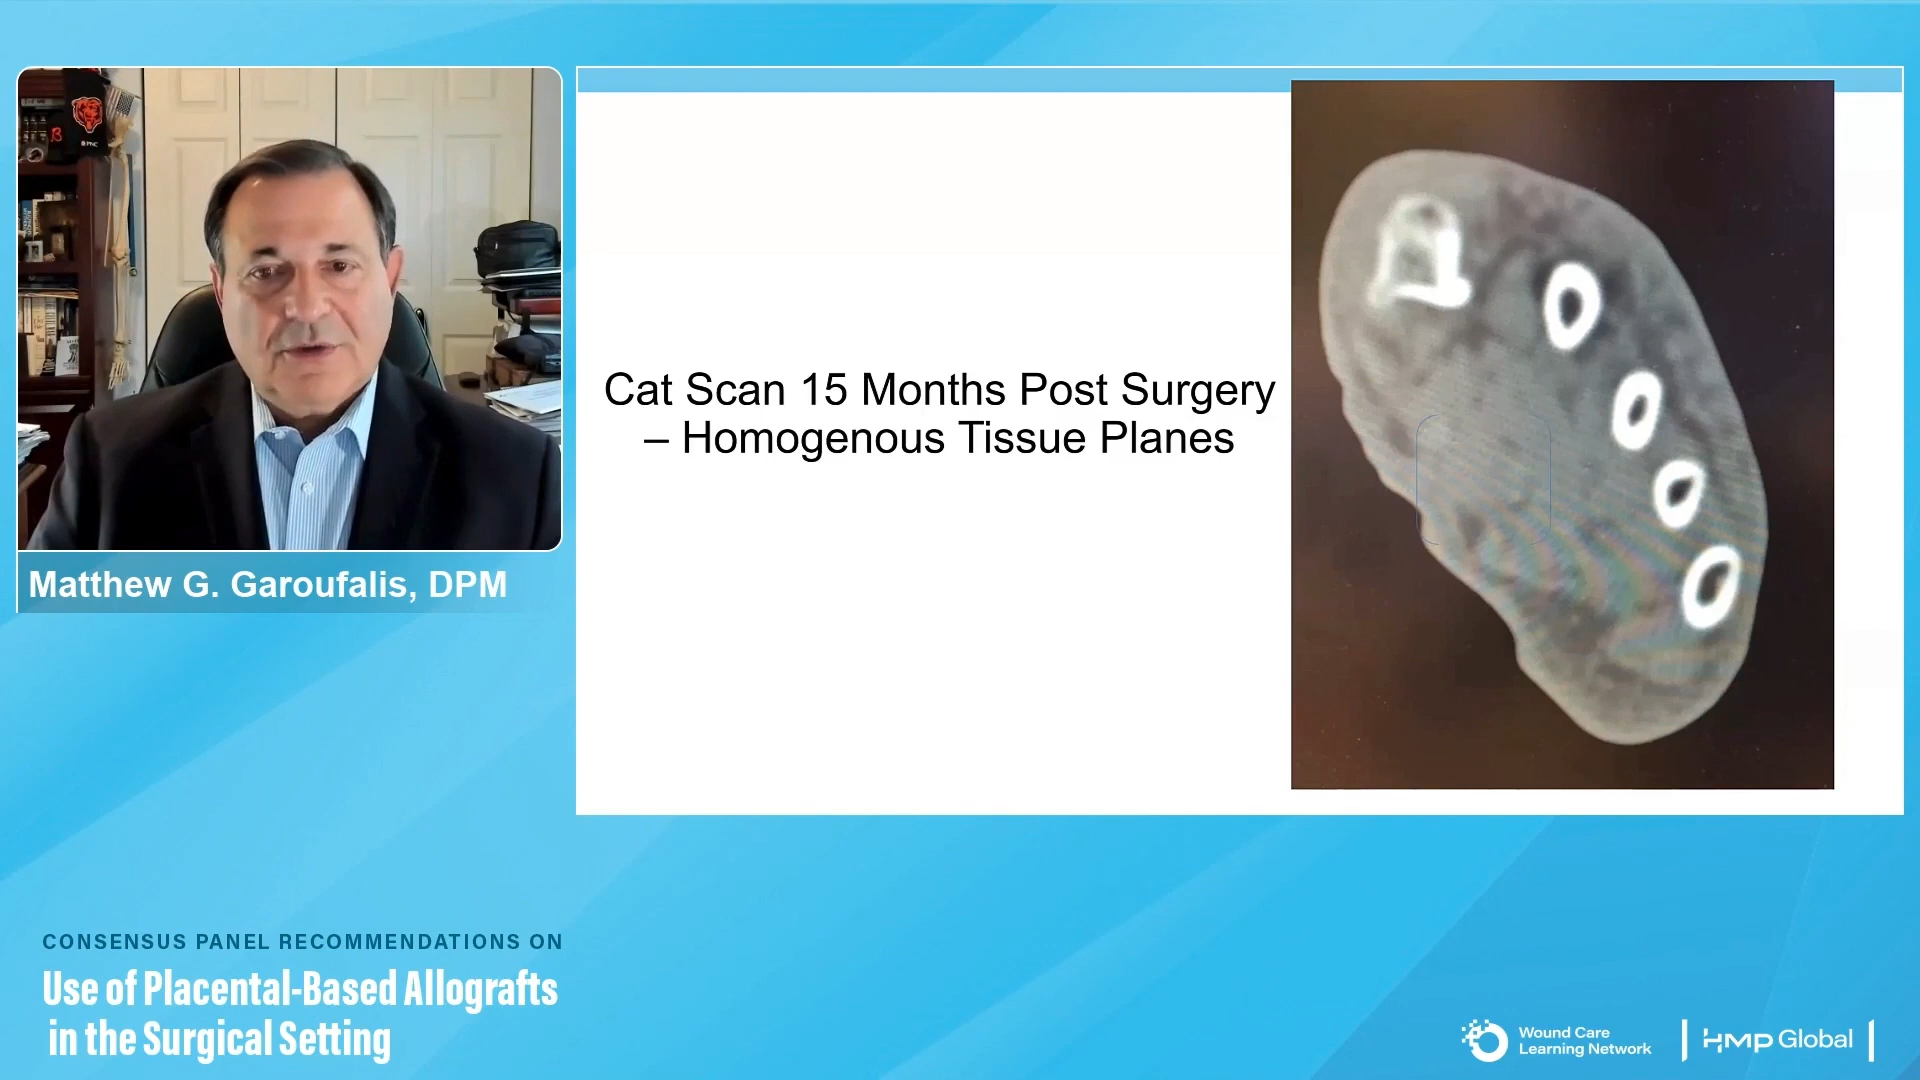 PNC
Matthew G. Garoufalis, DPM
Cat Scan 15 Months Post Surgery
– Homogenous Tissue Planes
CONSENSUS PANEL RECOMMENDATIONS ON
Use of Placental-Based Allografts
in the Surgical Setting
Wound Care
Learning Network
HMP Global